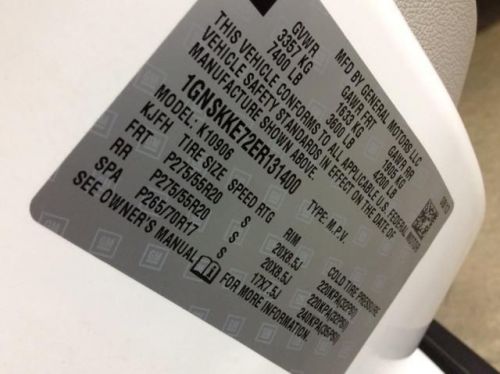 MFD BY GENERAL MOTORS LLC
GVWR GAWR FRT GAWR RR
3357 KG 1633 KG 1905 KG
7400 LB 3600 LB 4200 LB
THIS VEHICLE CONFORMS TO ALL APPLICABLE U.S. FEDERAL MOTOR
VEHICLE SAFETY STANDARDS IN EFFECT ON THE DATE OF
MANUFACTURE SHOWN ABOVE.
1GNSKKE72ER131400 TYPE: M.P.V.
MODEL: K10906
KJFH TIRE SIZE SPEED RTG RIM COLD TIRE PRESSURE
FRT P275/55R20 S 20X8.5J 220KPA(32PSI)
RR P275/55R20 S 20X8.5J 220KPA(32PSI)
SPA P265/70R17 S 17X7.5J 240KPA(35PSI)
SEE OWNER'S MANUAL FOR MORE INFORMATION.